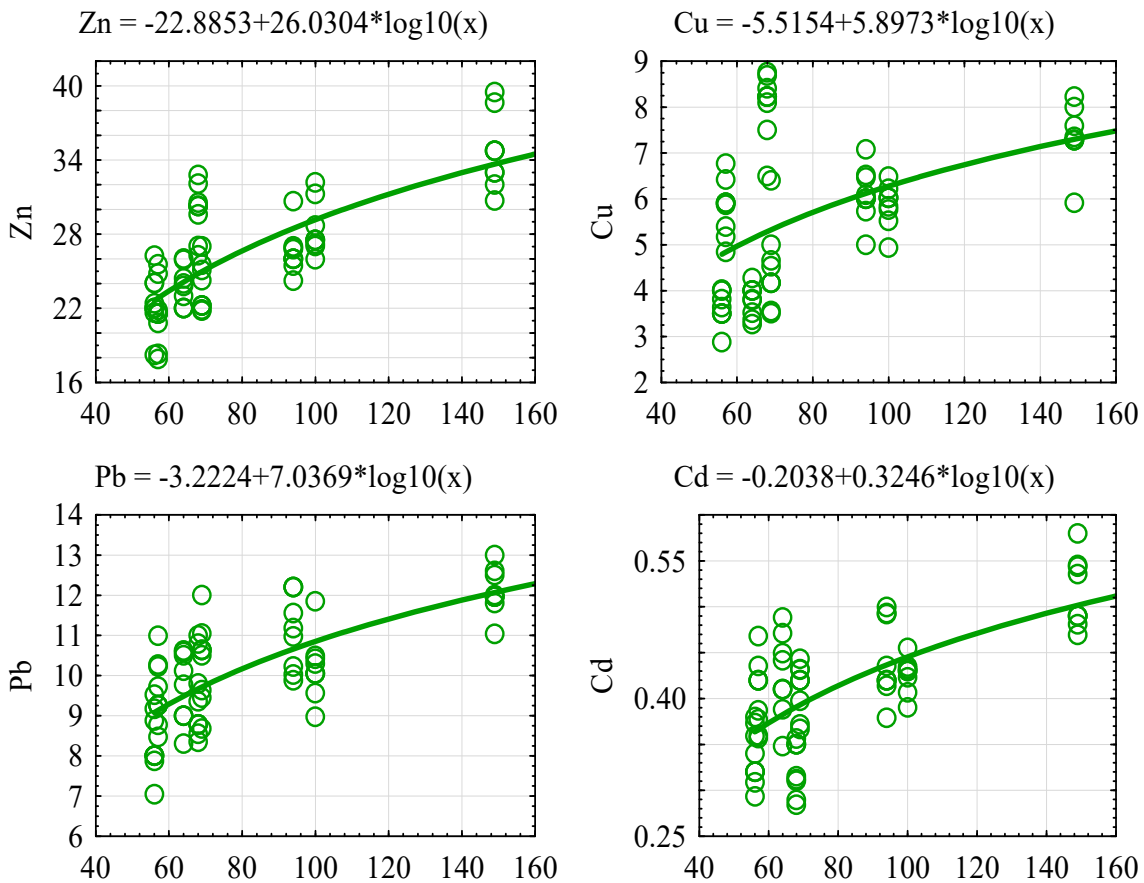 Zn = -22.8853+26.0304*log10(x)
Cu = -5.5154+5.8973*log10(x)
40
34
28
22
16
Zn
40 60 80 100 120 140 160
9
8
7
6
5
4
3
2
Cu
40 60 80 100 120 140 160
Pb = -3.2224+7.0369*log10(x)
Cd = -0.2038+0.3246*log10(x)
14
13
12
11
10
9
8
7
6
Pb
40 60 80 100 120 140 160
0.55
0.40
0.25
Cd
40 60 80 100 120 140 160